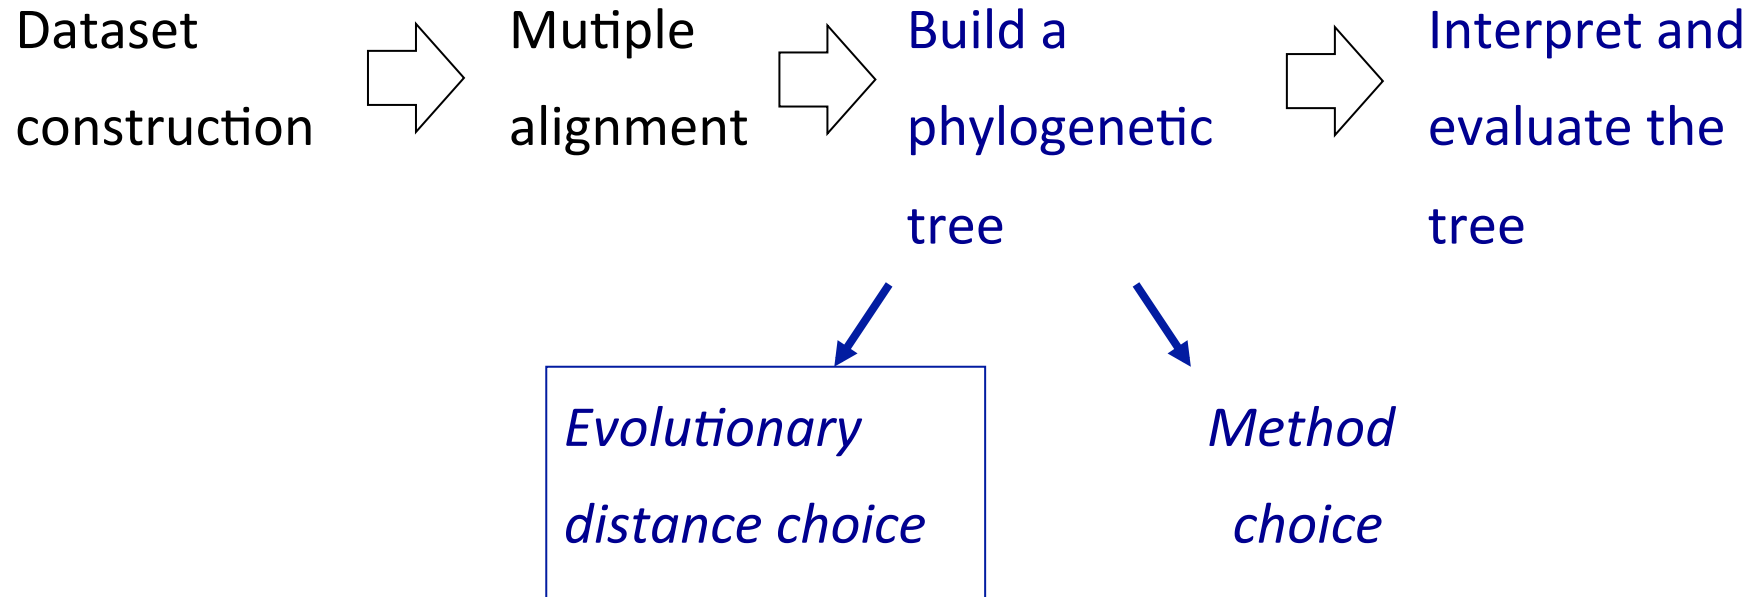 Dataset
construction
Mutiple
alignment
Build a
phylogenetic
tree
Interpret and
evaluate the
tree
Evolutionary
distance choice
Method
choice